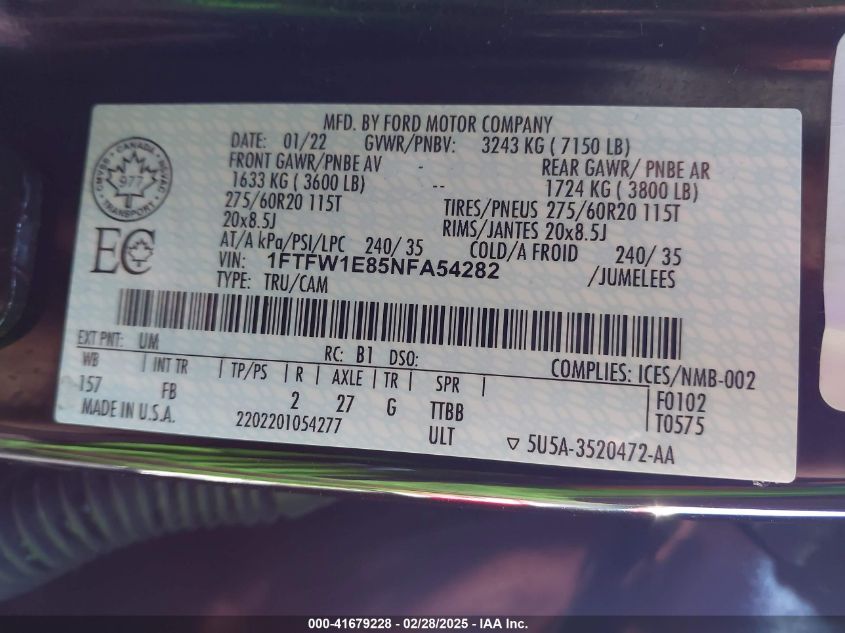 MFD. BY FORD MOTOR COMPANY
DATE: 01/22 GVWR/PNBV: 3243 KG ( 7150 LB)
FRONT GAWR/PNBE AV - REAR GAWR/ PNBE AR
1633 KG ( 3600 LB) -- 1724 KG ( 3800 LB)
275/60R20 115T TIRES/PNEUS 275/60R20 115T
20x8.5J RIMS/JANTES 20x8.5J
AT/A kPa/PSI/LPC 240/ 35 COLD/A FROID 240/ 35
VIN: 1FTFW1E85NFA54282 /JUMELEES
TYPE: TRU/CAM
CANADA
977
TRANSPORT
EC
EXT PNT: UM RC: B1 DSO: COMPLIES: ICES/NMB-002
WB | INT TR | TP/PS | R | AXLE | TR | SPR | F0102
157 FB 2 27 G TTBB T0575
MADE IN U.S.A. 2202201054277 ULT ▽ 5U5A-3520472-AA
000-41679228 - 02/28/2025 - IAA Inc.